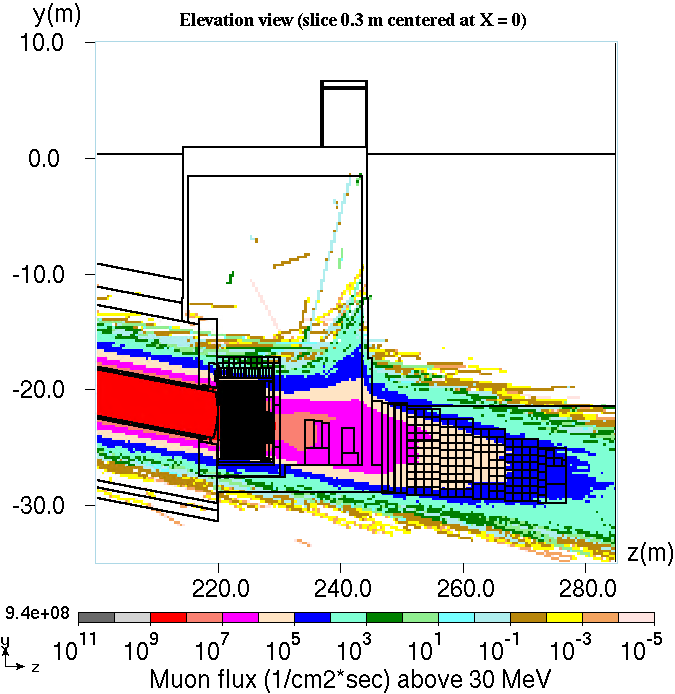 Elevation view (slice 0.3 m centered at X = 0)
y(m)
10.0
0.0
-10.0
-20.0
-30.0
z(m)
220.0 240.0 260.0 280.0
9.4e+08
10^11 10^9 10^7 10^5 10^3 10^1 10^-1 10^-3 10^-5
y
z
Muon flux (1/cm2*sec) above 30 MeV